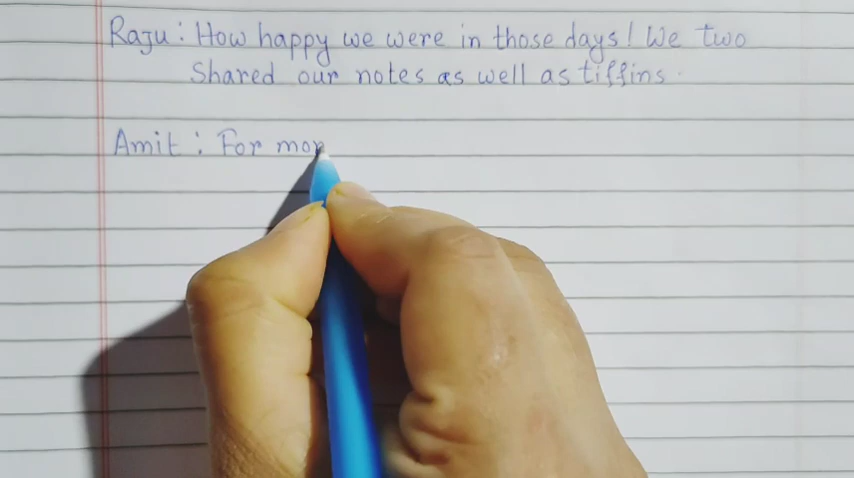 Raju : How happy we were in those days! We two
Shared our notes as well as tiffins.
Amit : For mor